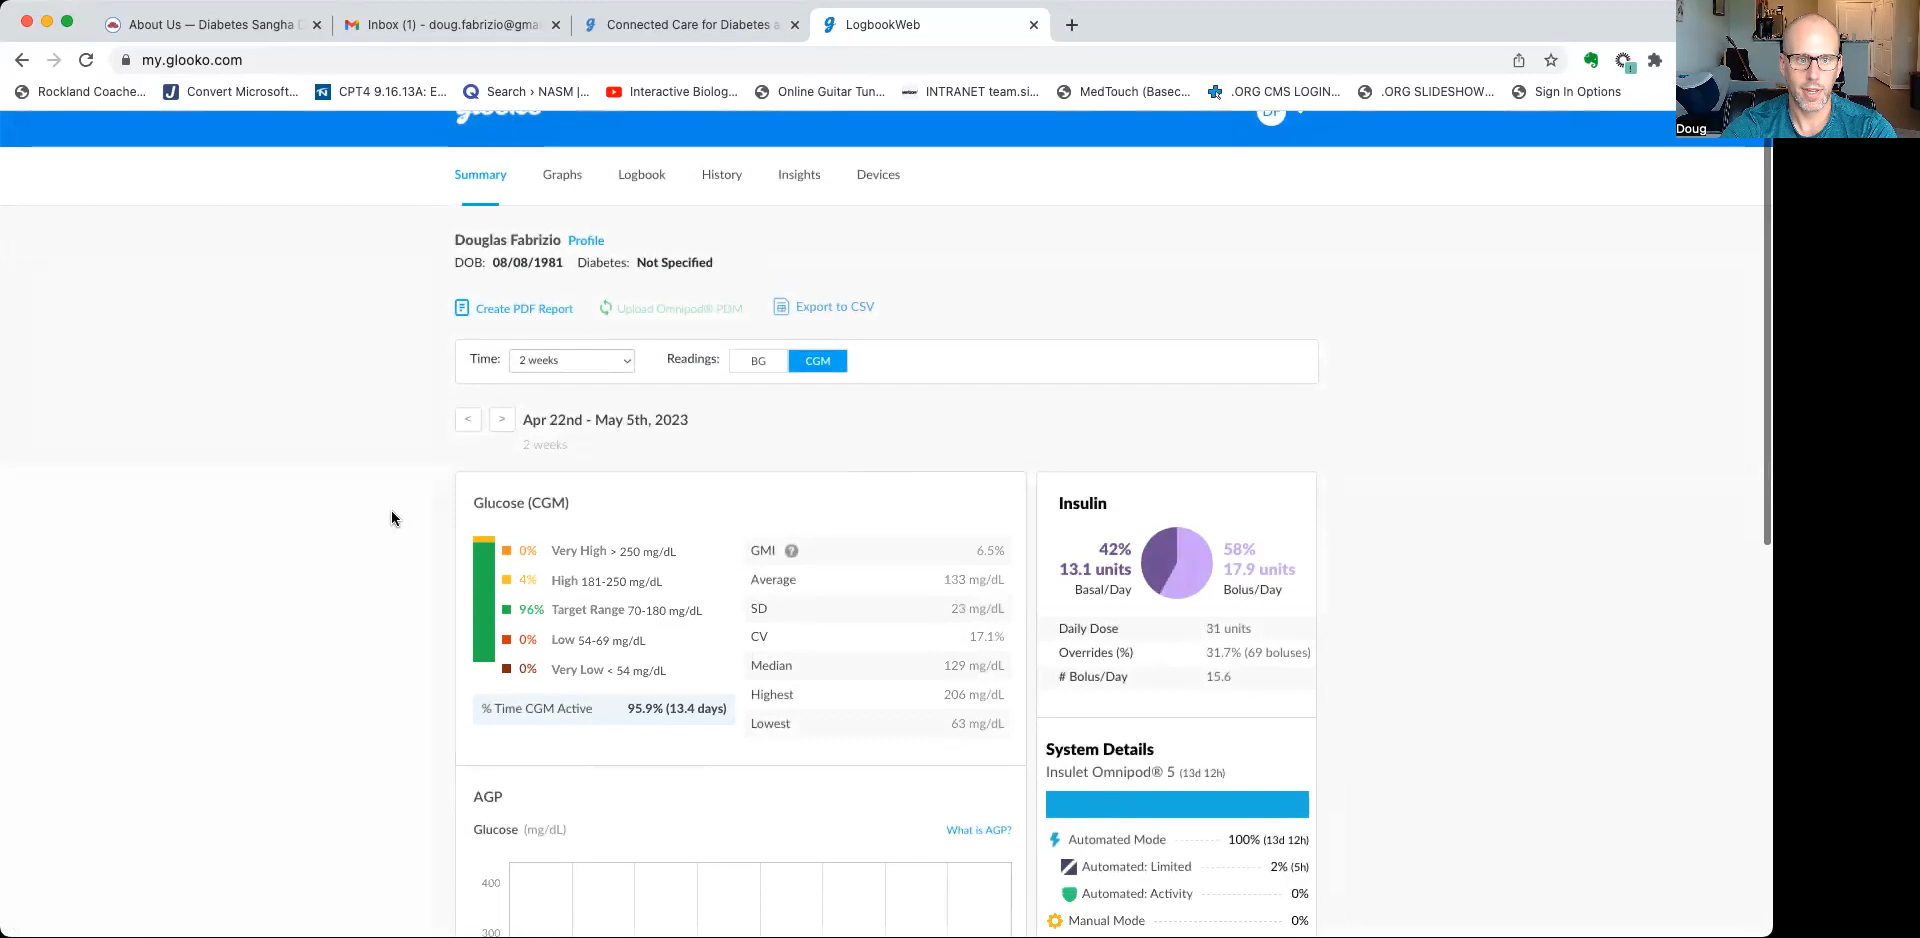 About Us — Diabetes Sangha
Inbox (1) - doug.fabrizio@gma
Connected Care for Diabetes a
LogbookWeb
my.glooko.com
Rockland Coache...
Convert Microsoft...
CPT4 9.16.13A: E...
Search › NASM |...
Interactive Biolog...
Online Guitar Tun...
INTRANET team.si...
MedTouch (Basec...
.ORG CMS LOGIN...
.ORG SLIDESHOW...
Sign In Options
Doug
glooko
DF
Summary
Graphs
Logbook
History
Insights
Devices
Douglas Fabrizio Profile
DOB: 08/08/1981 Diabetes: Not Specified
Create PDF Report
Upload Omnipod® PDM
Export to CSV
Time: 2 weeks
Readings: BG CGM
< > Apr 22nd - May 5th, 2023
2 weeks
Glucose (CGM)
0% Very High > 250 mg/dL
4% High 181-250 mg/dL
96% Target Range 70-180 mg/dL
0% Low 54-69 mg/dL
0% Very Low < 54 mg/dL
% Time CGM Active 95.9% (13.4 days)
GMI ? 6.5%
Average 133 mg/dL
SD 23 mg/dL
CV 17.1%
Median 129 mg/dL
Highest 206 mg/dL
Lowest 63 mg/dL
AGP
Glucose (mg/dL)
What is AGP?
400
300
Insulin
42%
13.1 units
Basal/Day
58%
17.9 units
Bolus/Day
Daily Dose 31 units
Overrides (%) 31.7% (69 boluses)
# Bolus/Day 15.6
System Details
Insulet Omnipod® 5 (13d 12h)
Automated Mode 100% (13d 12h)
Automated: Limited 2% (5h)
Automated: Activity 0%
Manual Mode 0%